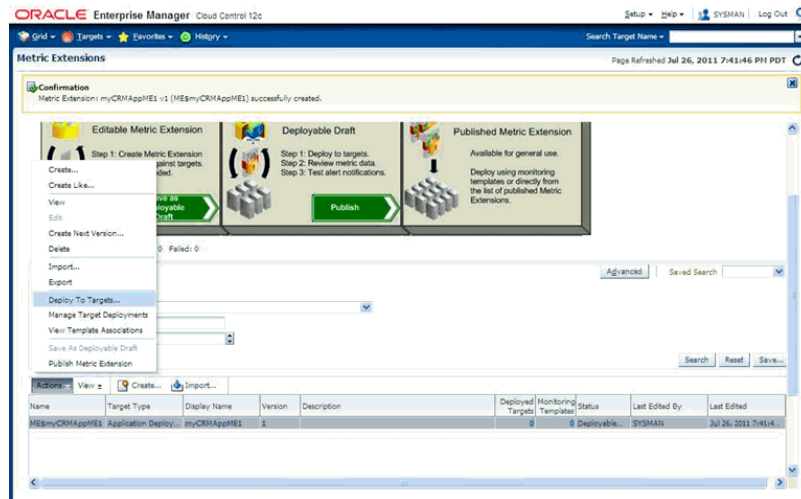 ORACLE Enterprise Manager Cloud Control 12c
Setup Help SYSMAN Log Out
Grid Targets Favorites History Search Target Name
Metric Extensions Page Refreshed Jul 26, 2011 7:41:46 PM PDT
Confirmation
Metric Extension: myCRMAppME1 v1 (ME$myCRMAppME1) successfully created.
Editable Metric Extension
Step 1: Create Metric Extension
Deployable Draft
Step 1: Deploy to targets.
Step 2: Review metric data.
Step 3: Test alert notifications.
Publish
Published Metric Extension
Available for general use.
Deploy using monitoring
templates or directly from
the list of published Metric
Extensions.
Create...
Create Like...
View
Edit
Create Next Version...
Delete
Import...
Export
Deploy To Targets...
Manage Target Deployments
View Template Associations
Save As Deployable Draft
Publish Metric Extension
against targets.
as
Draft
0 Failed: 0
Advanced Saved Search
Search Reset Save...
Actions View Create... Import...
Name Target Type Display Name Version Description Deployed Targets Monitoring Templates Status Last Edited By Last Edited
ME$myCRMAppME1 Application Deploy... myCRMAppME1 1 0 0 Deployable... SYSMAN Jul 26, 2011 7:41:4...